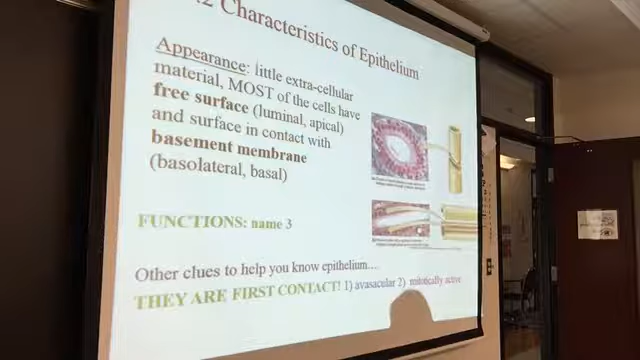 .2 Characteristics of Epithelium
Appearance: little extra-cellular
material, MOST of the cells have
free surface (luminal, apical)
and surface in contact with
basement membrane
(basolateral, basal)
FUNCTIONS: name 3
Other clues to help you know epithelium…
THEY ARE FIRST CONTACT! 1) avasacular 2) mitotically active